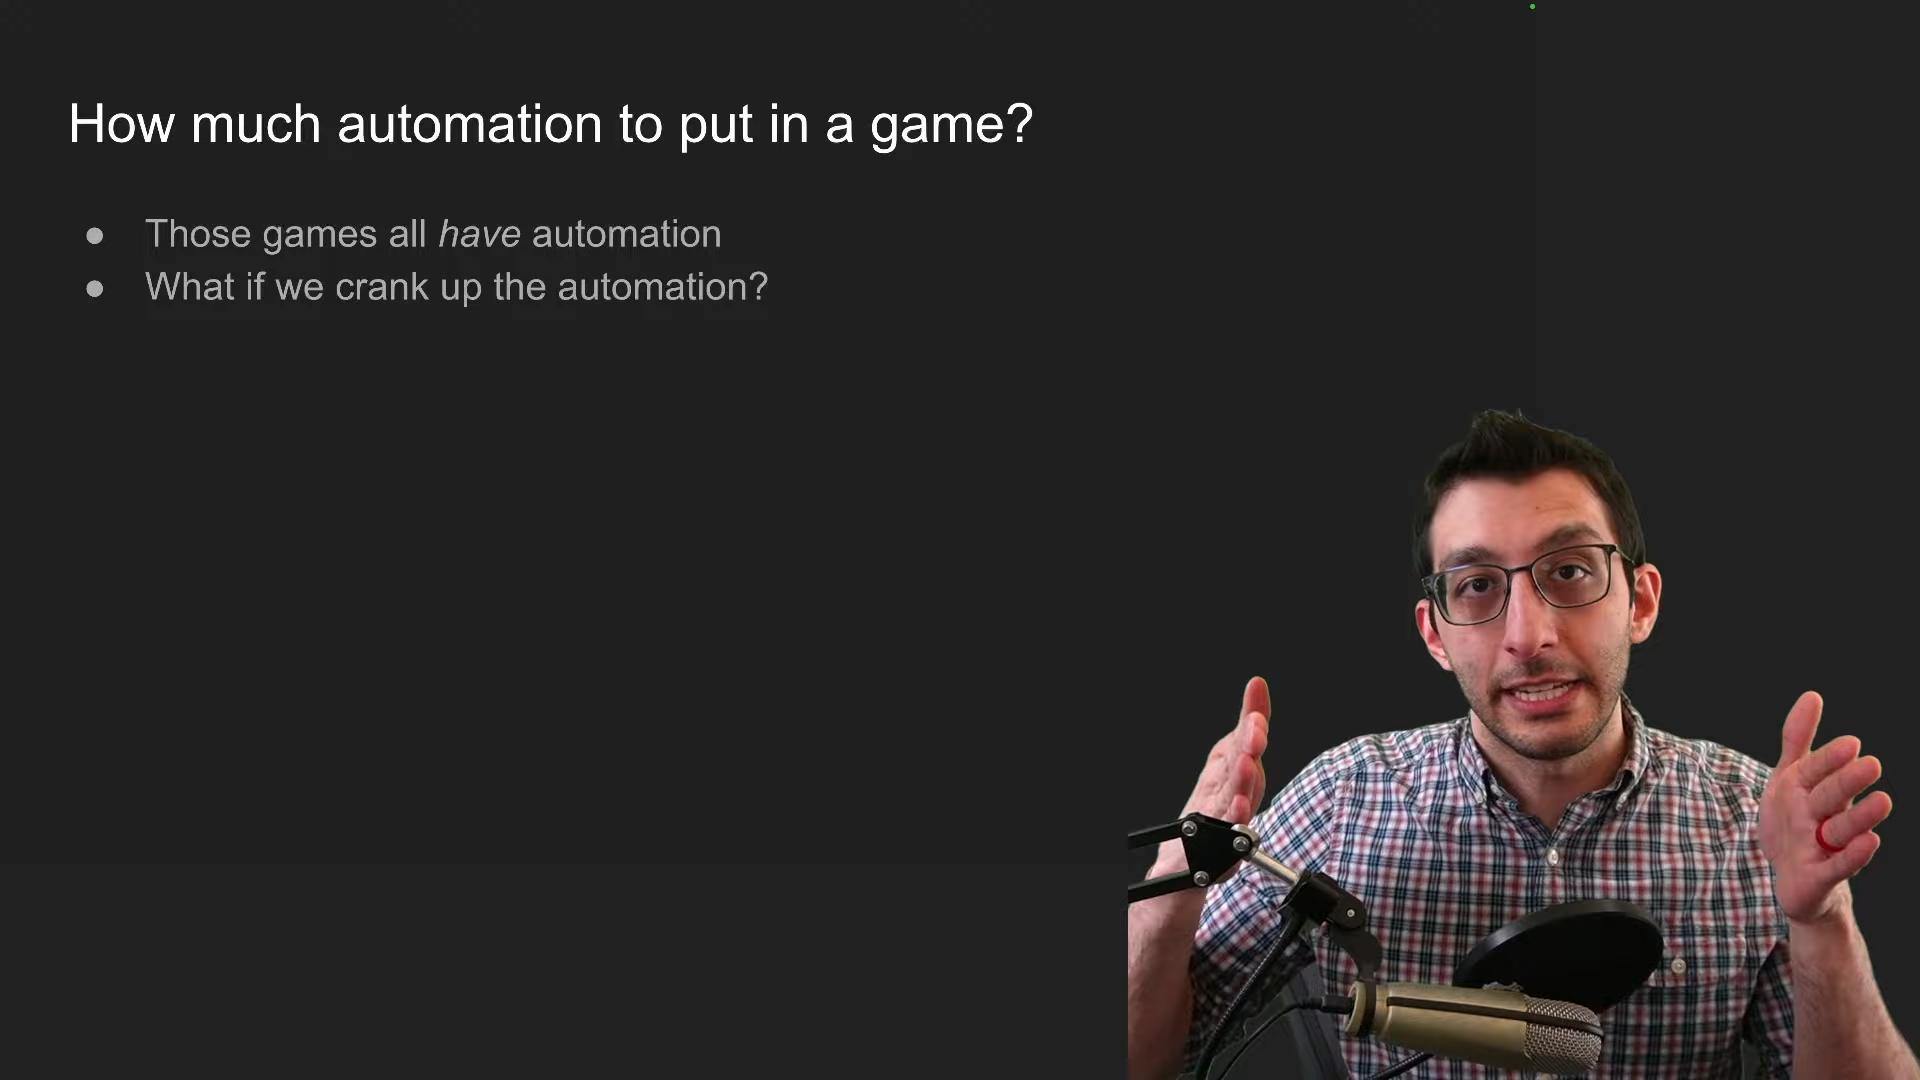 How much automation to put in a game?
● Those games all have automation
● What if we crank up the automation?